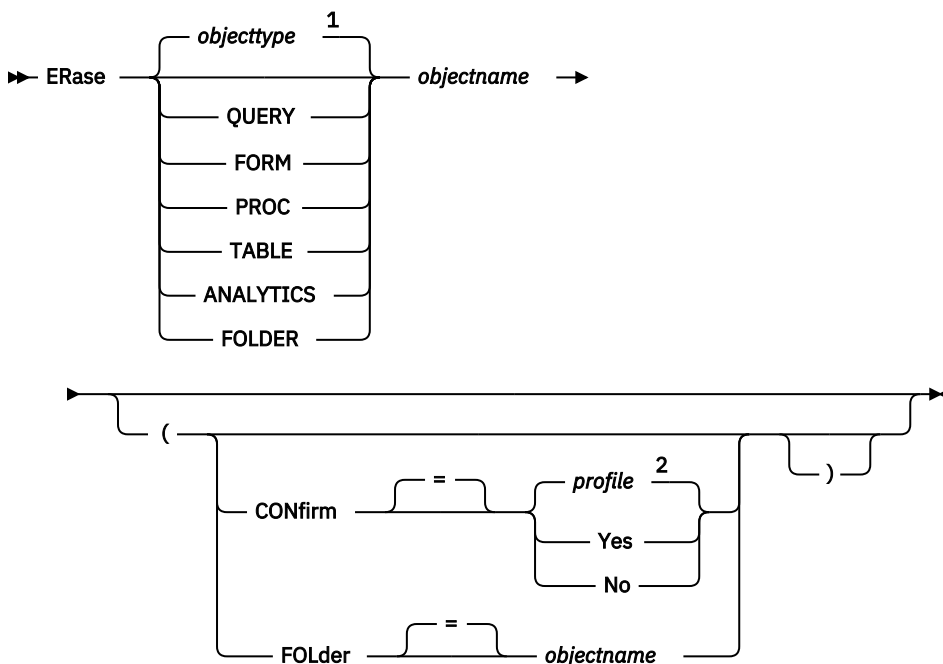 objecttype 1
ERase objectname
QUERY
FORM
PROC
TABLE
ANALYTICS
FOLDER
(
)
= profile 2
CONfirm
Yes
No
=
FOLder objectname